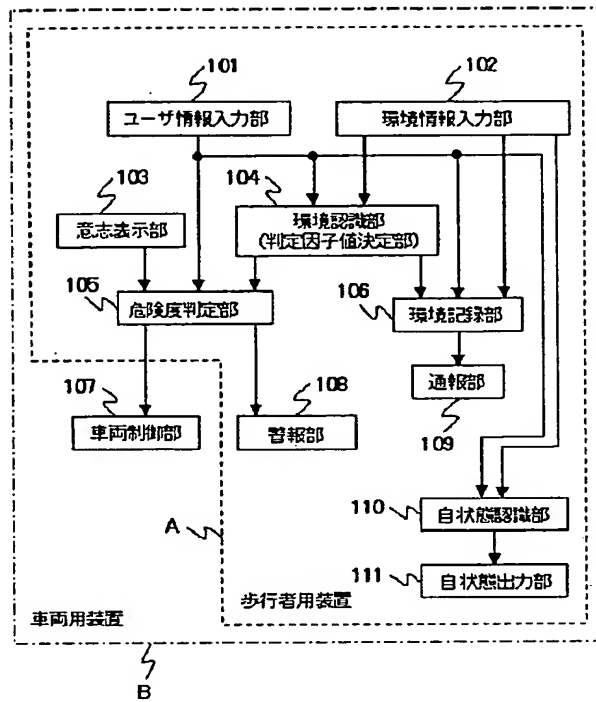 101
102
ユーザ情報入力部
環境情報入力部
103
104
意志表示部
環境認識部
(判定因子値決定部)
105
危険度判定部
106
環境記録部
107
108
通報部
車両制御部
警報部
109
110
自状態認識部
A
111
自状態出力部
歩行者用装置
車両用装置
B